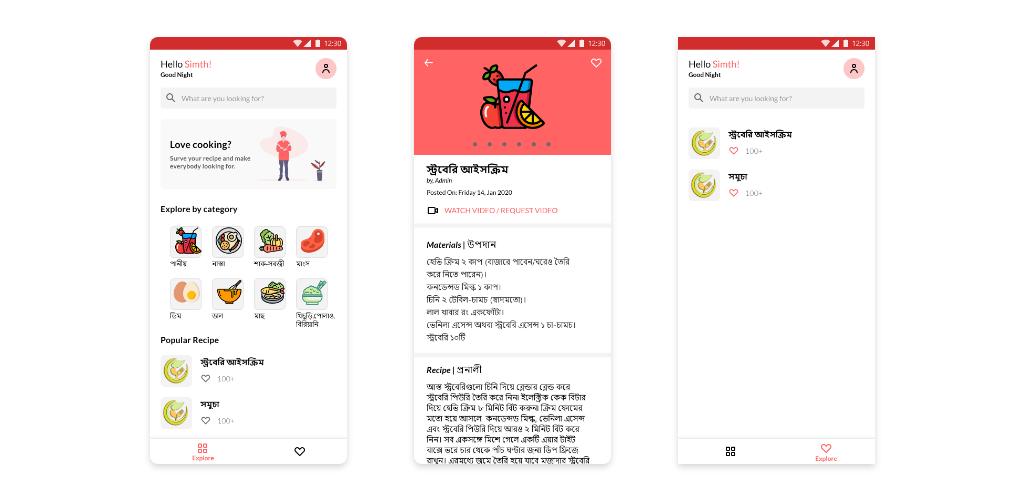 12:30
Hello Simth!
Good Night
What are you looking for?
Love cooking?
Surve your recipe and make
everybody looking for.
Explore by category
পানীয়
নাস্তা
শাক-সবজী
মাংস
ডিম
ডাল
মাছ
খিচুড়ি,পোলাও,
বিরিয়ানি
Popular Recipe
স্ট্রবেরি আইসক্রিম
100+
সমুচা
100+
Explore
12:30
স্ট্রবেরি আইসক্রিম
by, Admin
Posted On: Friday 14, Jan 2020
WATCH VIDEO / REQUEST VIDEO
Materials | উপদান
হেভি ক্রিম ২ কাপ (বাজারে পাবেন/ঘরেও তৈরি
করে নিতে পারেন)।
কনডেন্সড মিল্ক ১ কাপ।
চিনি ২ টেবিল-চামচ (স্বাদমতো)।
লাল খাবার রং একফোঁটা।
ভেনিলা এসেন্স অথবা স্ট্রবেরি এসেন্স ১ চা-চামচ।
স্ট্রবেরি ১০টি
Recipe | প্রনালী
আস্ত স্ট্রবেরিগুলো চিনি দিয়ে ব্লেন্ডার ব্লেন্ড করে
স্ট্রবেরি পিউরি তৈরি করে নিন। ইলেক্ট্রিক কেক বিটার
দিয়ে হেভি ক্রিম ৮ মিনিট বিট করুন। ক্রিম ফোমের
মতো হয়ে আসলে কনডেন্সড মিল্ক, ভেনিলা এসেন্স
এবং স্ট্রবেরি পিউরি দিয়ে আরও ২ মিনিট বিট করে
নিন। সব একসঙ্গে মিশে গেলে একটি এয়ার টাইট
বাক্সে ভরে চার থেকে পাঁচ ঘণ্টার জন্য ডিপ ফ্রিজে
রাখুন। এরমধ্যে জমে তৈরি হয়ে যাবে মজাদার স্ট্রবেরি
12:30
Hello Simth!
Good Night
What are you looking for?
স্ট্রবেরি আইসক্রিম
100+
সমুচা
100+
Explore